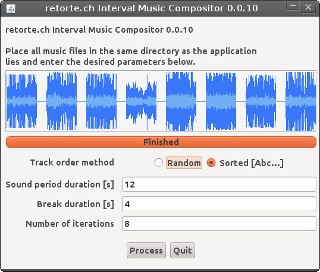 retorte.ch Interval Music Compositor 0.0.10
retorte.ch Interval Music Compositor 0.0.10
Place all music files in the same directory as the application
lies and enter the desired parameters below.
Finished
Track order method Random Sorted [Abc...]
Sound period duration [s] 12
Break duration [s] 4
Number of iterations 8
Process Quit